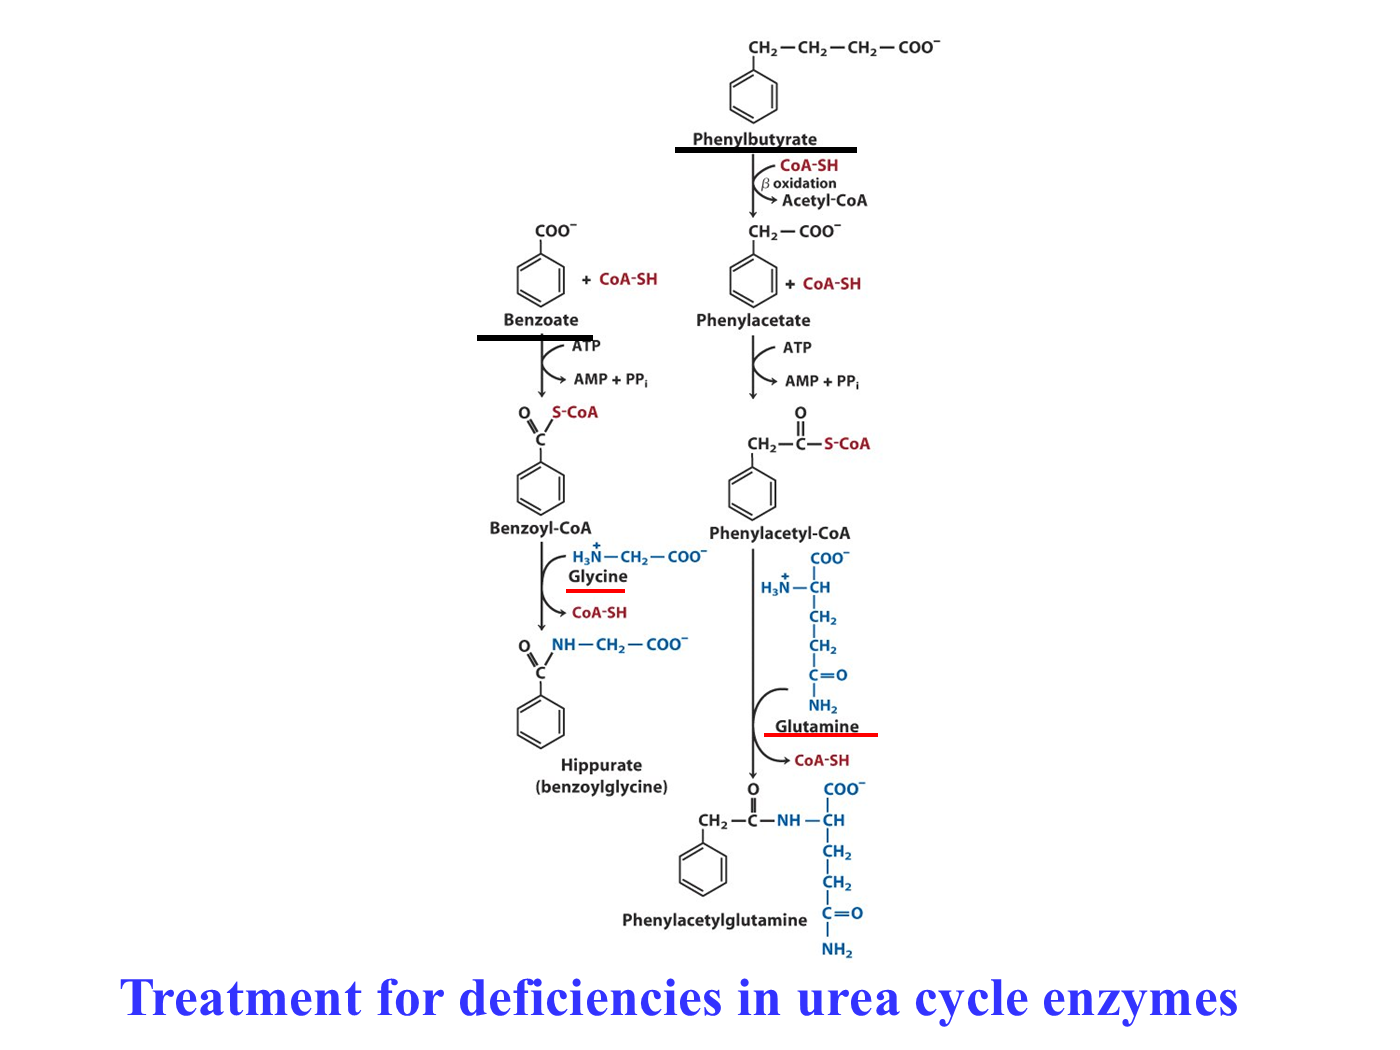 CH₂—CH₂—CH₂—COO⁻
Phenylbutyrate
CoA-SH
β oxidation
Acetyl-CoA
CH₂—COO⁻
+ CoA-SH
Phenylacetate
ATP
AMP + PPᵢ
O
CH₂—C—S-CoA
Phenylacetyl-CoA
COO⁻
H₃N⁺—CH
CH₂
CH₂
C=O
NH₂
Glutamine
CoA-SH
O
COO⁻
CH₂—C—NH—CH
CH₂
CH₂
C=O
NH₂
Phenylacetylglutamine
COO⁻
+ CoA-SH
Benzoate
ATP
AMP + PPᵢ
O
S-CoA
C
Benzoyl-CoA
H₃N⁺—CH₂—COO⁻
Glycine
CoA-SH
O
NH—CH₂—COO⁻
C
Hippurate
(benzoylglycine)
Treatment for deficiencies in urea cycle enzymes